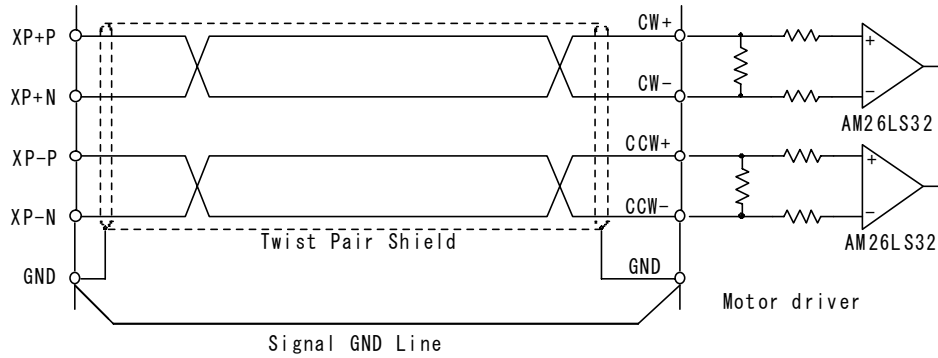 XP+P
CW+
XP+N
CW-
AM26LS32
XP-P
CCW+
XP-N
CCW-
Twist Pair Shield
AM26LS32
GND
GND
Motor driver
Signal GND Line
+
-
+
-